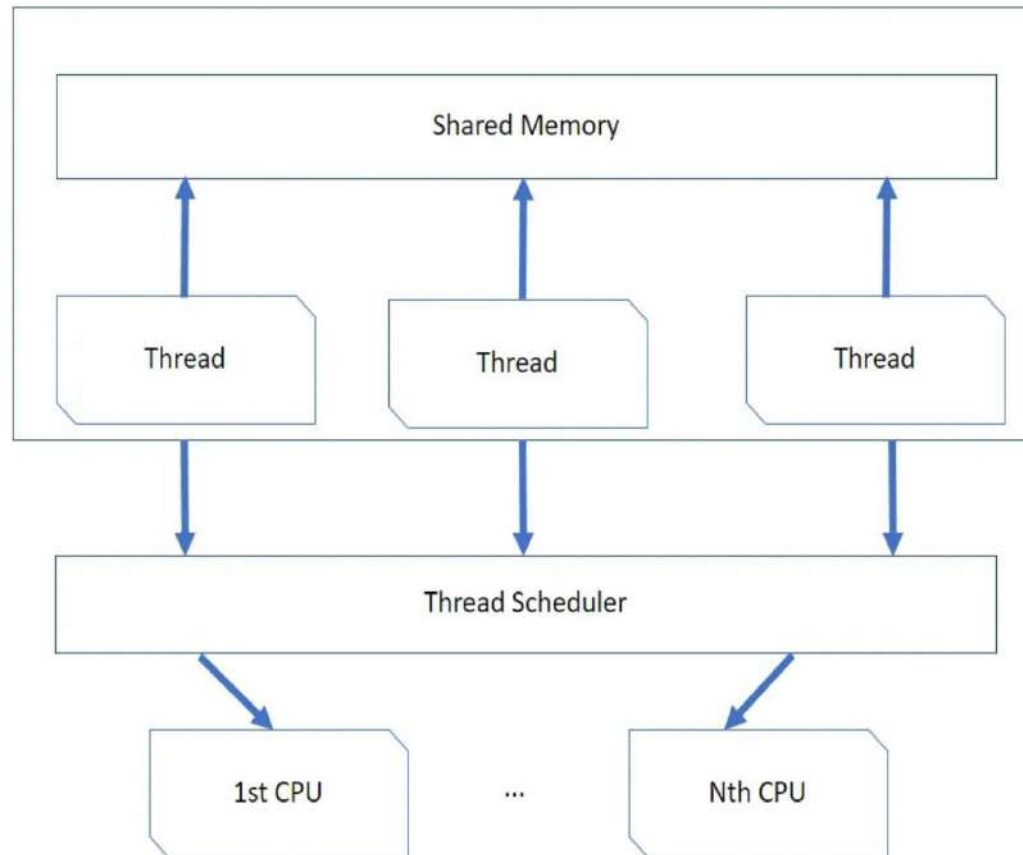 Shared Memory
Thread
Thread
Thread
Thread Scheduler
1st CPU
...
Nth CPU